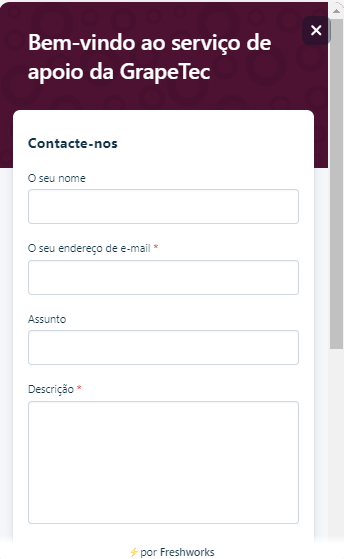 Bem-vindo ao serviço de
apoio da GrapeTec
Contacte-nos
O seu nome
O seu endereço de e-mail *
Assunto
Descrição *
⚡por Freshworks